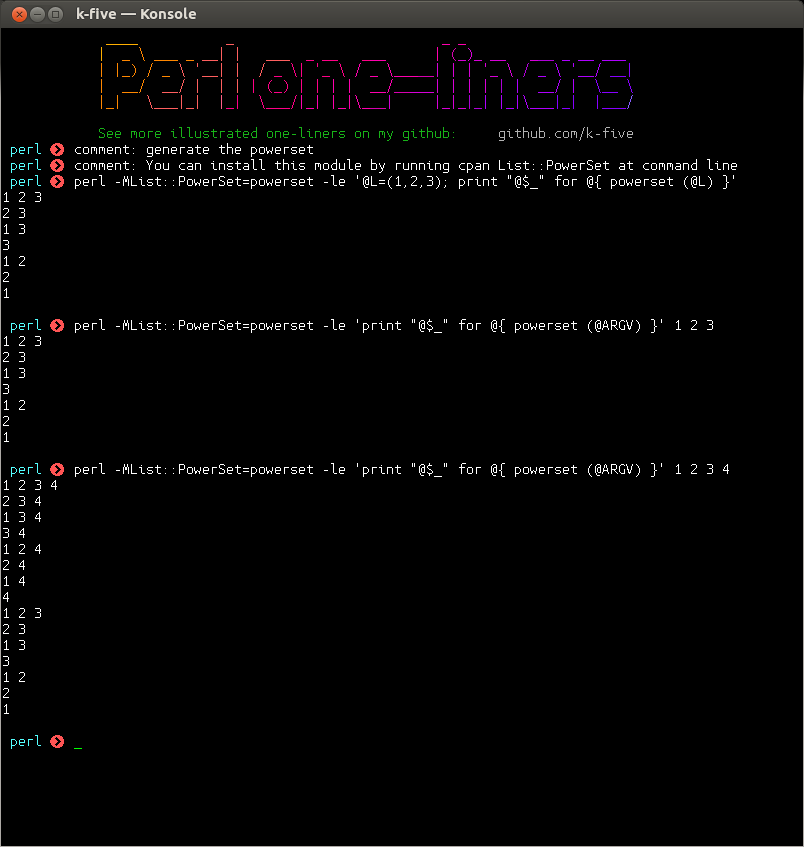 k-five — Konsole
Perl one-liners
See more illustrated one-liners on my github: github.com/k-five
perl > comment: generate the powerset
perl > comment: You can install this module by running cpan List::PowerSet at command line
perl > perl -MList::PowerSet=powerset -le '@L=(1,2,3); print "@$_" for @{ powerset (@L) }'
1 2 3
2 3
1 3
3
1 2
2
1
perl > perl -MList::PowerSet=powerset -le 'print "@$_" for @{ powerset (@ARGV) }' 1 2 3
1 2 3
2 3
1 3
3
1 2
2
1
perl > perl -MList::PowerSet=powerset -le 'print "@$_" for @{ powerset (@ARGV) }' 1 2 3 4
1 2 3 4
2 3 4
1 3 4
3 4
1 2 4
2 4
1 4
4
1 2 3
2 3
1 3
3
1 2
2
1
perl > _